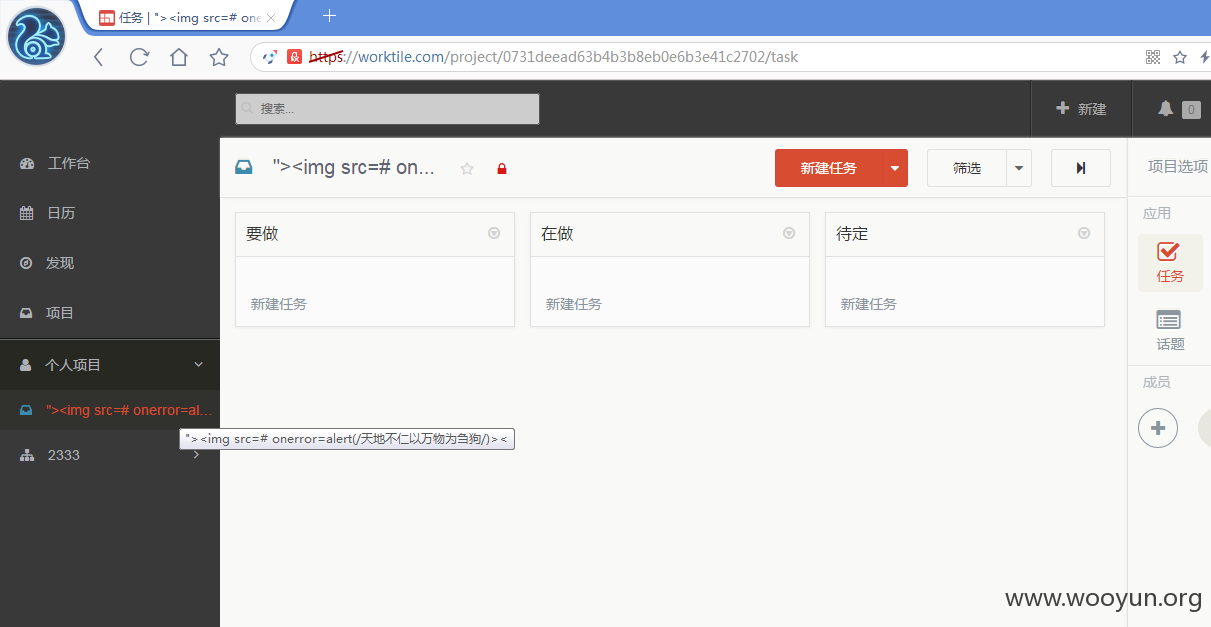 任务 | "><img src=# one
https://worktile.com/project/0731deead63b4b3b8eb0e6b3e41c2702/task
搜索...
新建
0
工作台
日历
发现
项目
个人项目
"><img src=# onerror=al...
"><img src=# onerror=alert(/天地不仁以万物为刍狗/)><
2333
"><img src=# on...
新建任务
筛选
项目选项
要做
新建任务
在做
新建任务
待定
新建任务
应用
任务
话题
成员
www.wooyun.org